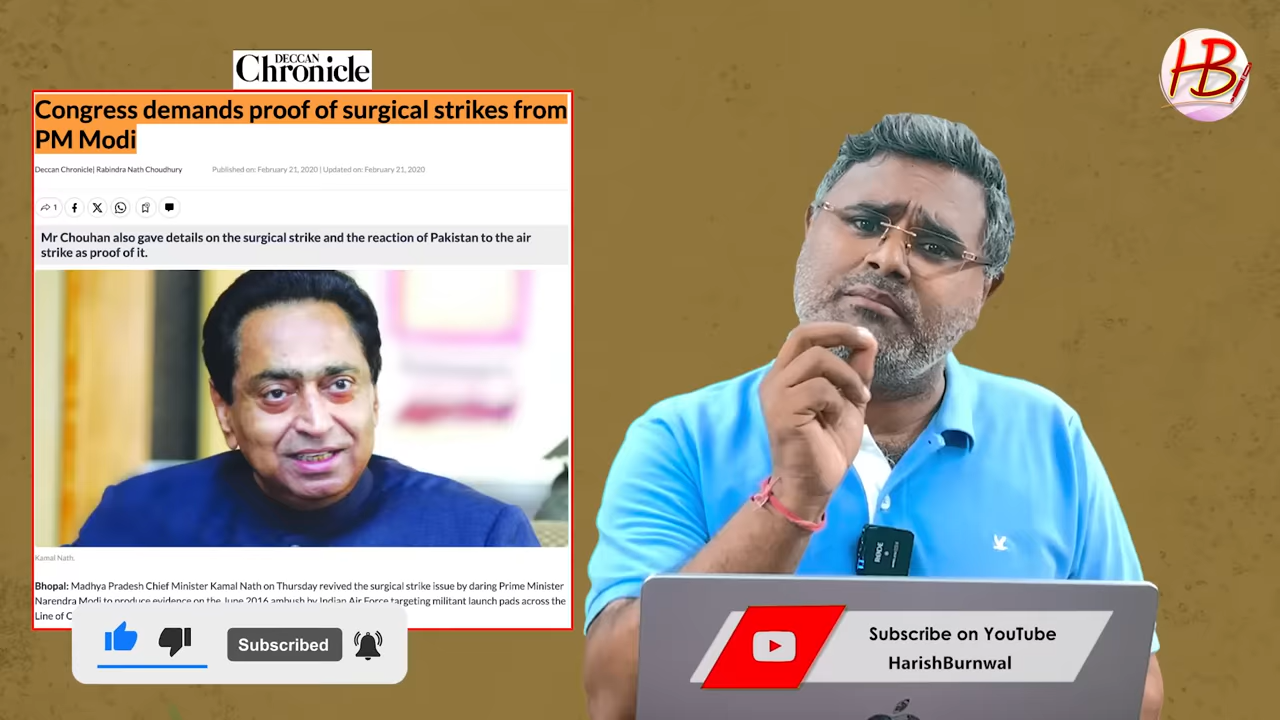 DECCAN
Chronicle
Congress demands proof of surgical strikes from
PM Modi
Deccan Chronicle| Rabindra Nath Choudhury
Published on: February 21, 2020 | Updated on: February 21, 2020
1
Mr Chouhan also gave details on the surgical strike and the reaction of Pakistan to the air
strike as proof of it.
Kamal Nath.
Bhopal: Madhya Pradesh Chief Minister Kamal Nath on Thursday revived the surgical strike issue by daring Prime Minister
Narendra Modi to produce evidence on the June 2016 ambush by Indian Air Force targeting militant launch pads across the
Line of C
Subscribed
HB
RØDE
Subscribe on YouTube
HarishBurnwal